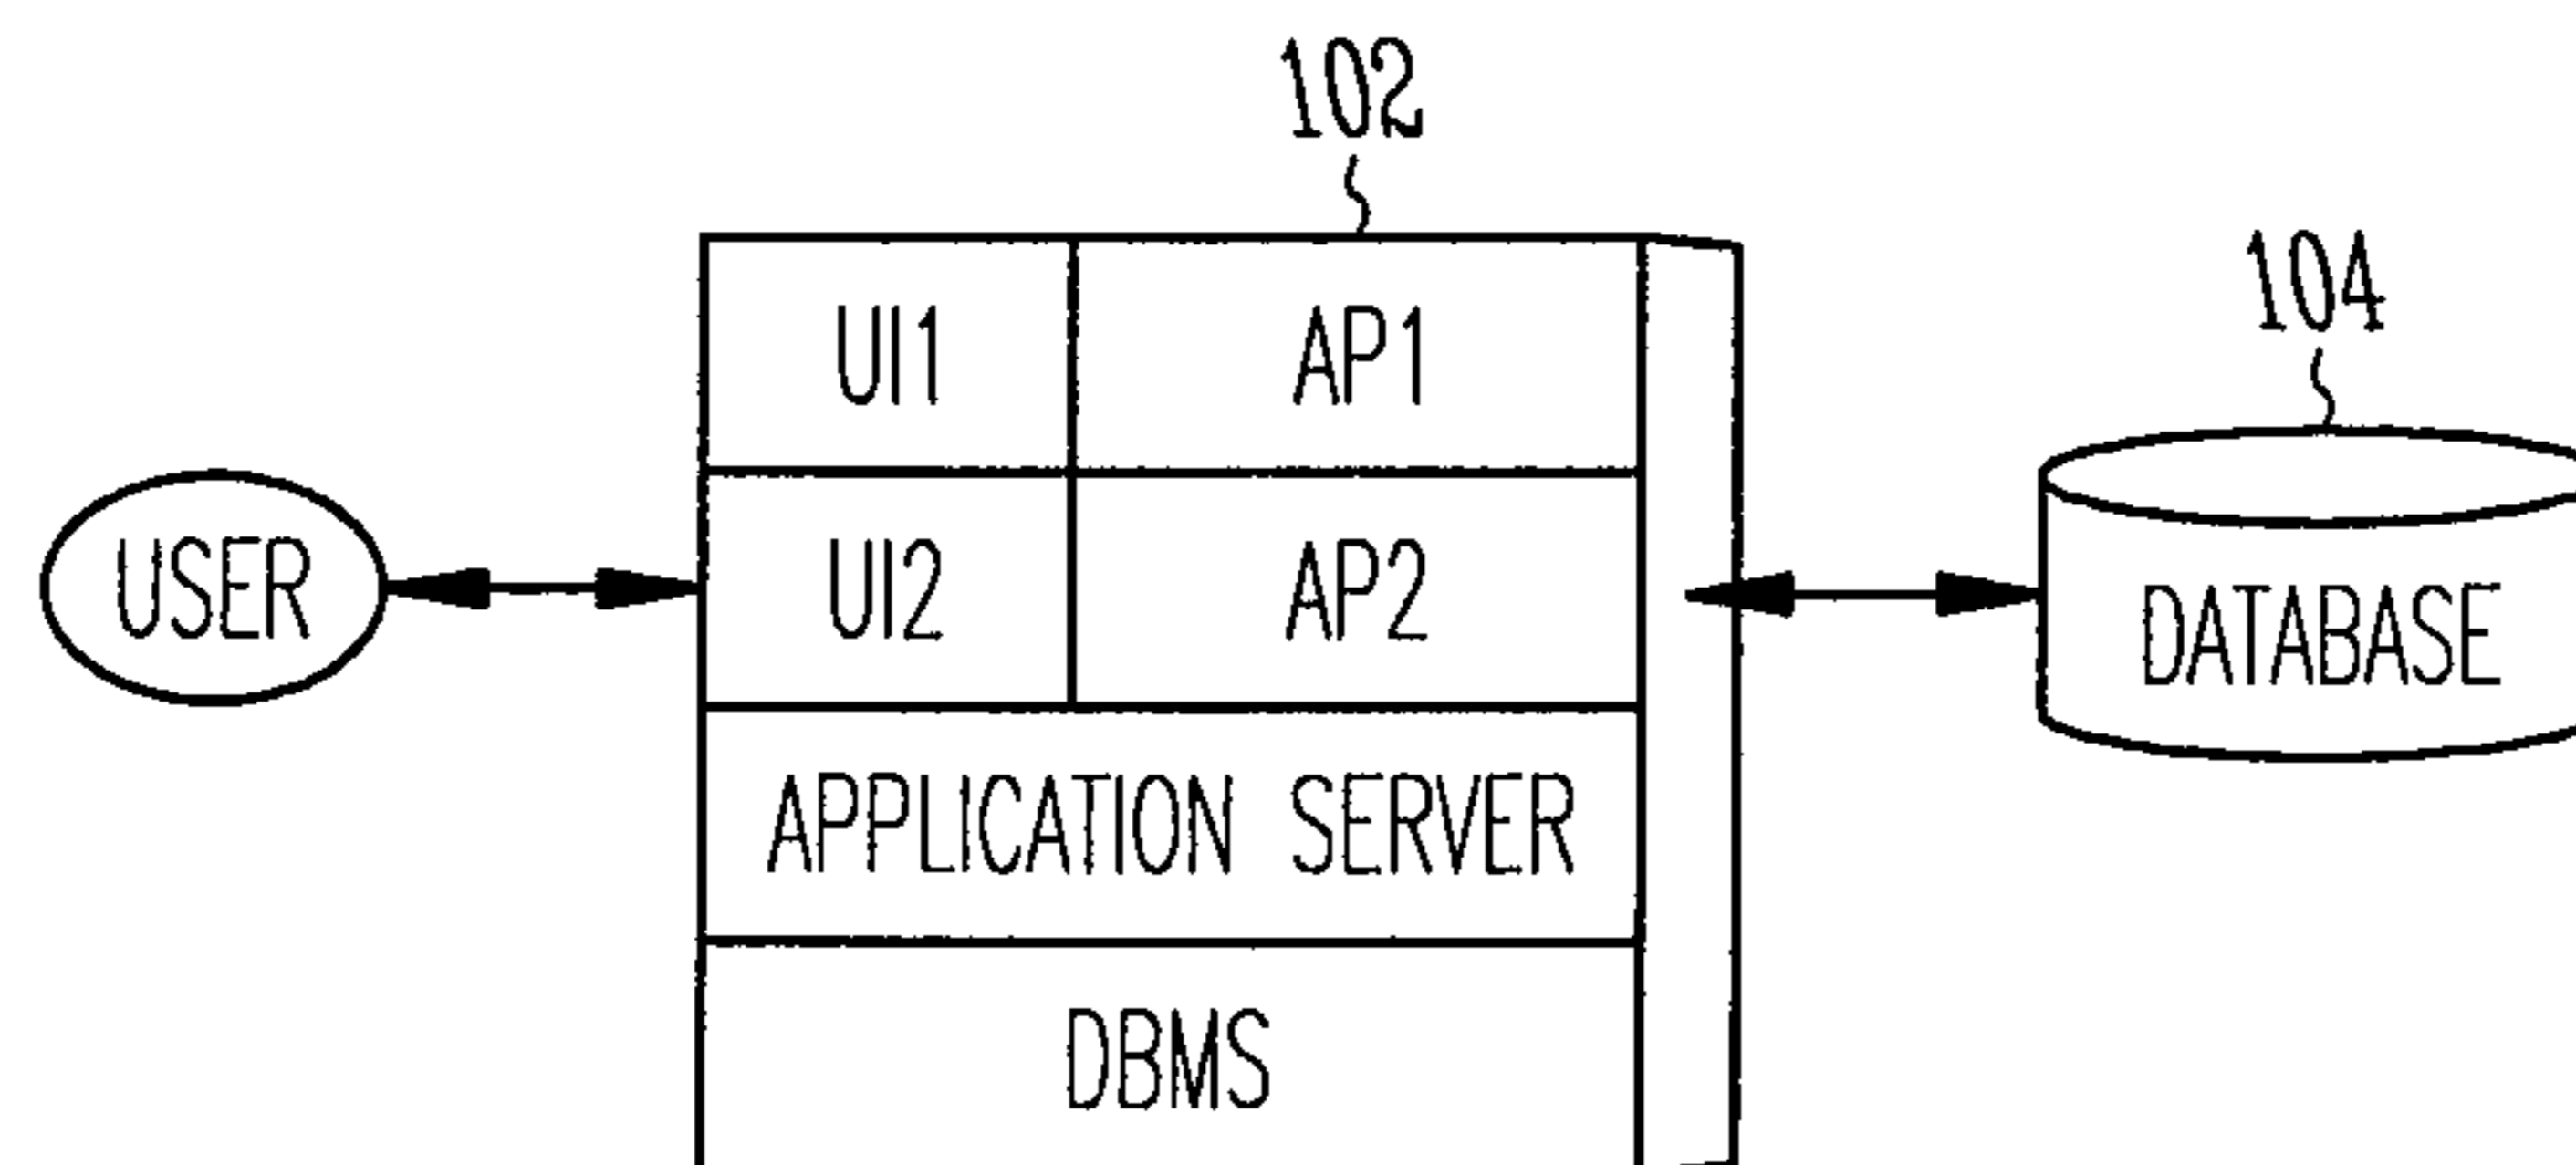 102
104
UI1 AP1
USER
UI2 AP2
DATABASE
APPLICATION SERVER
DBMS